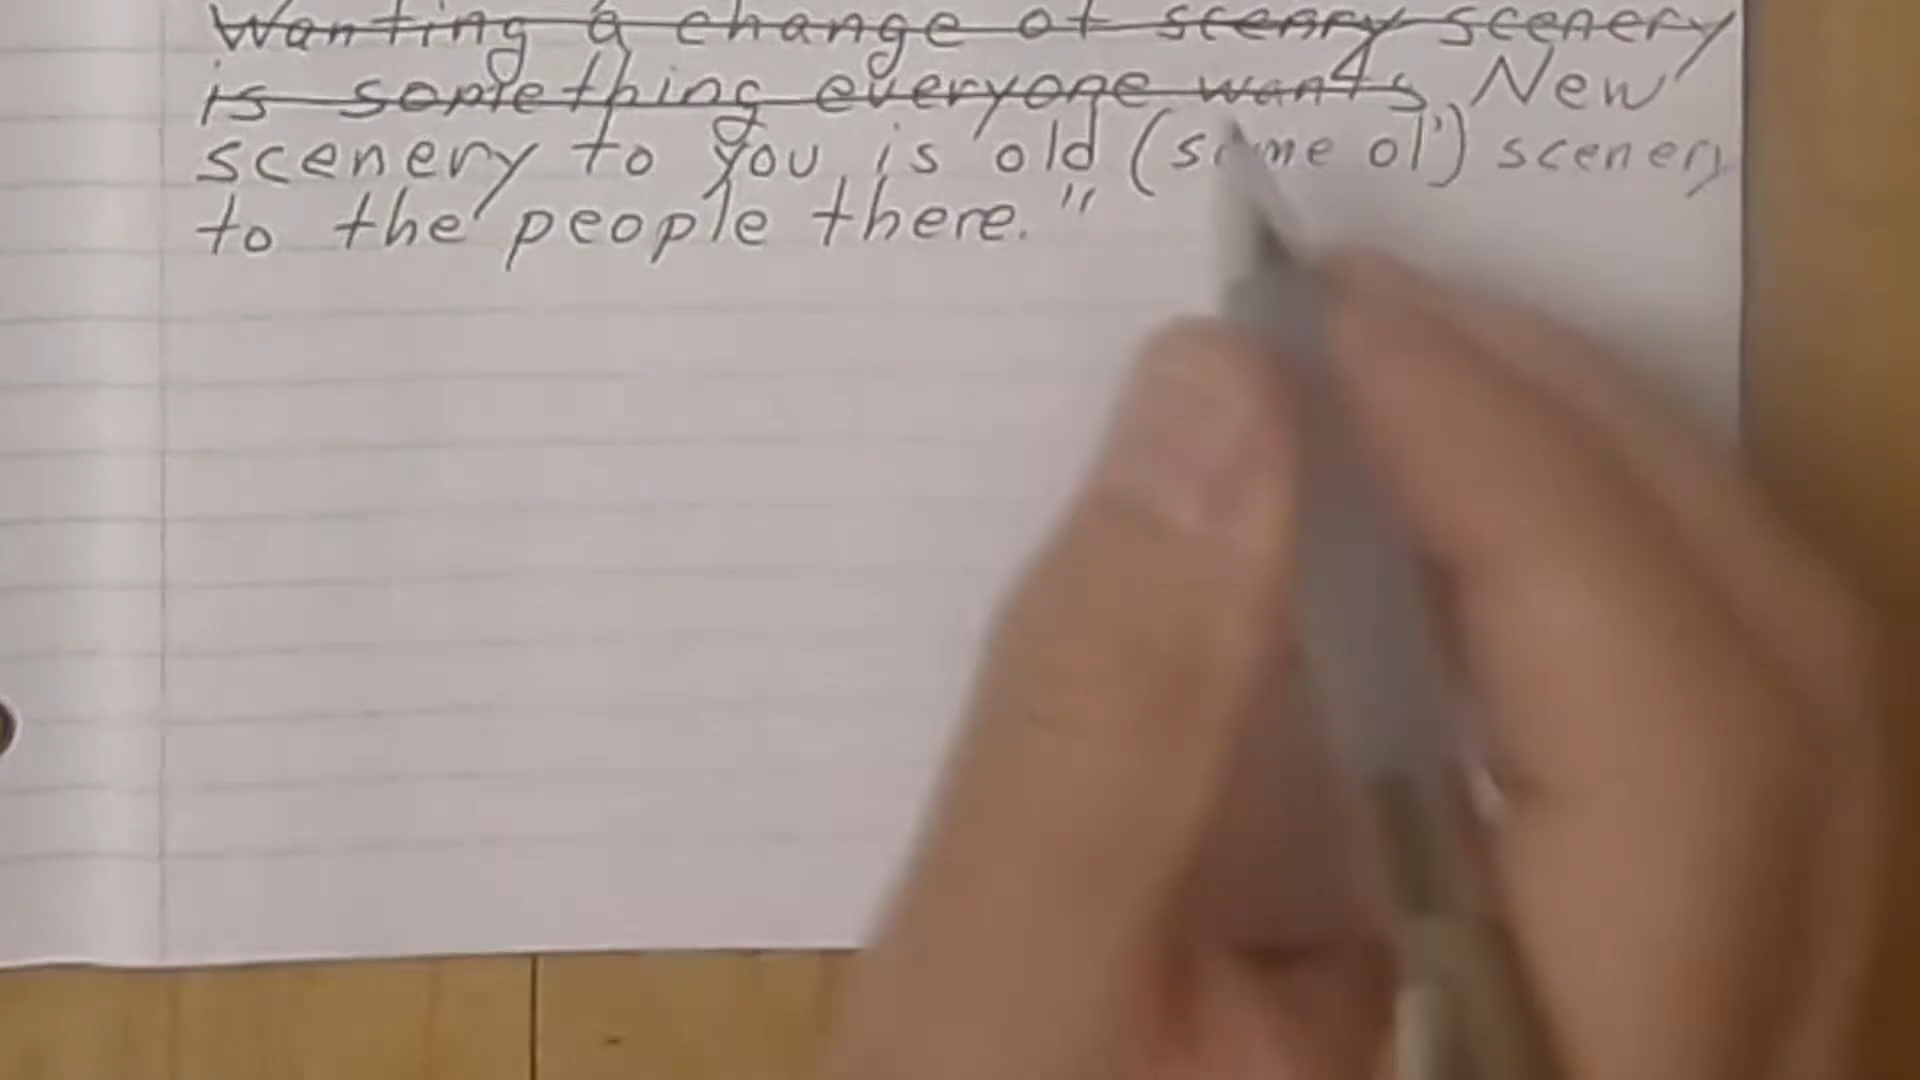 Wanting a change of scenry scenery
is something everyone wants New
scenery to you is old (same ol') scenery
to the people there."